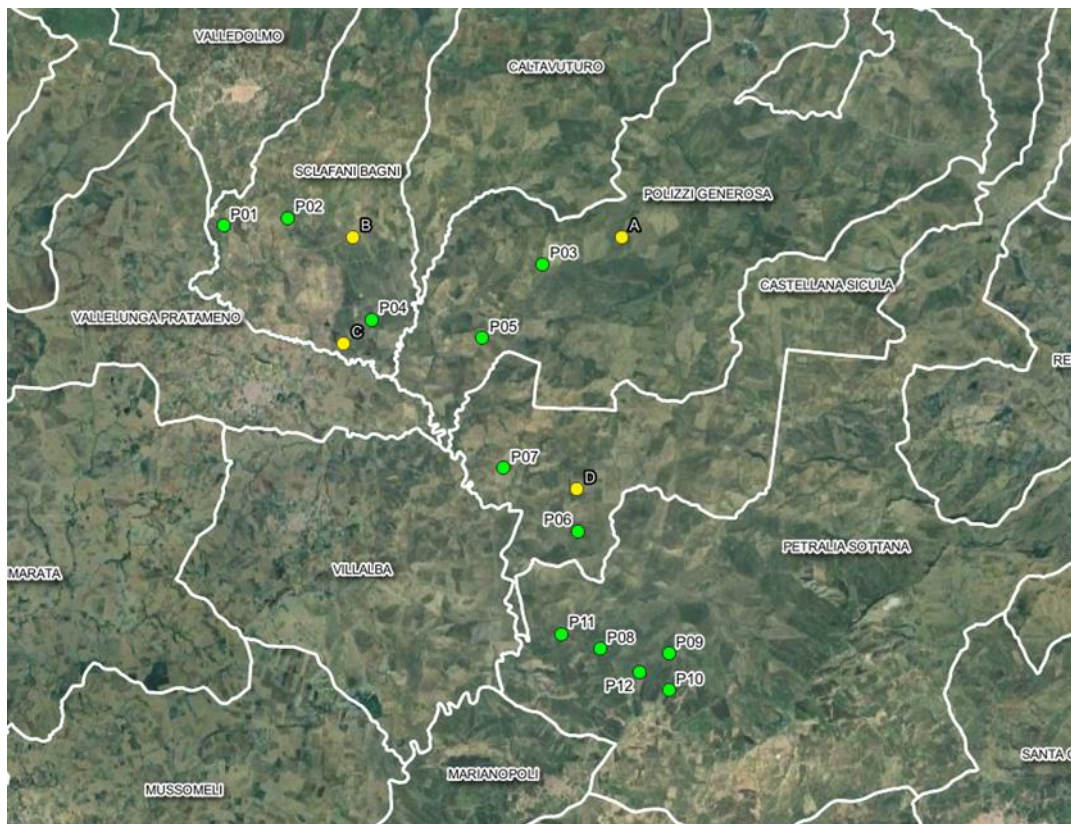 VALLEDOLMO
CALTAVUTURO
SCLAFANI BAGNI
POLIZZI GENEROSA
P01
P02
B
A
P03
CASTELLANA SICULA
VALLELUNGA PRATAMENO
P04
C
P05
RE
P07
D
P06
PETRALIA SOTTANA
MARATA
VILLALBA
P11
P08
P09
P12
P10
SANTA C
MARIANOPOLI
MUSSOMELI